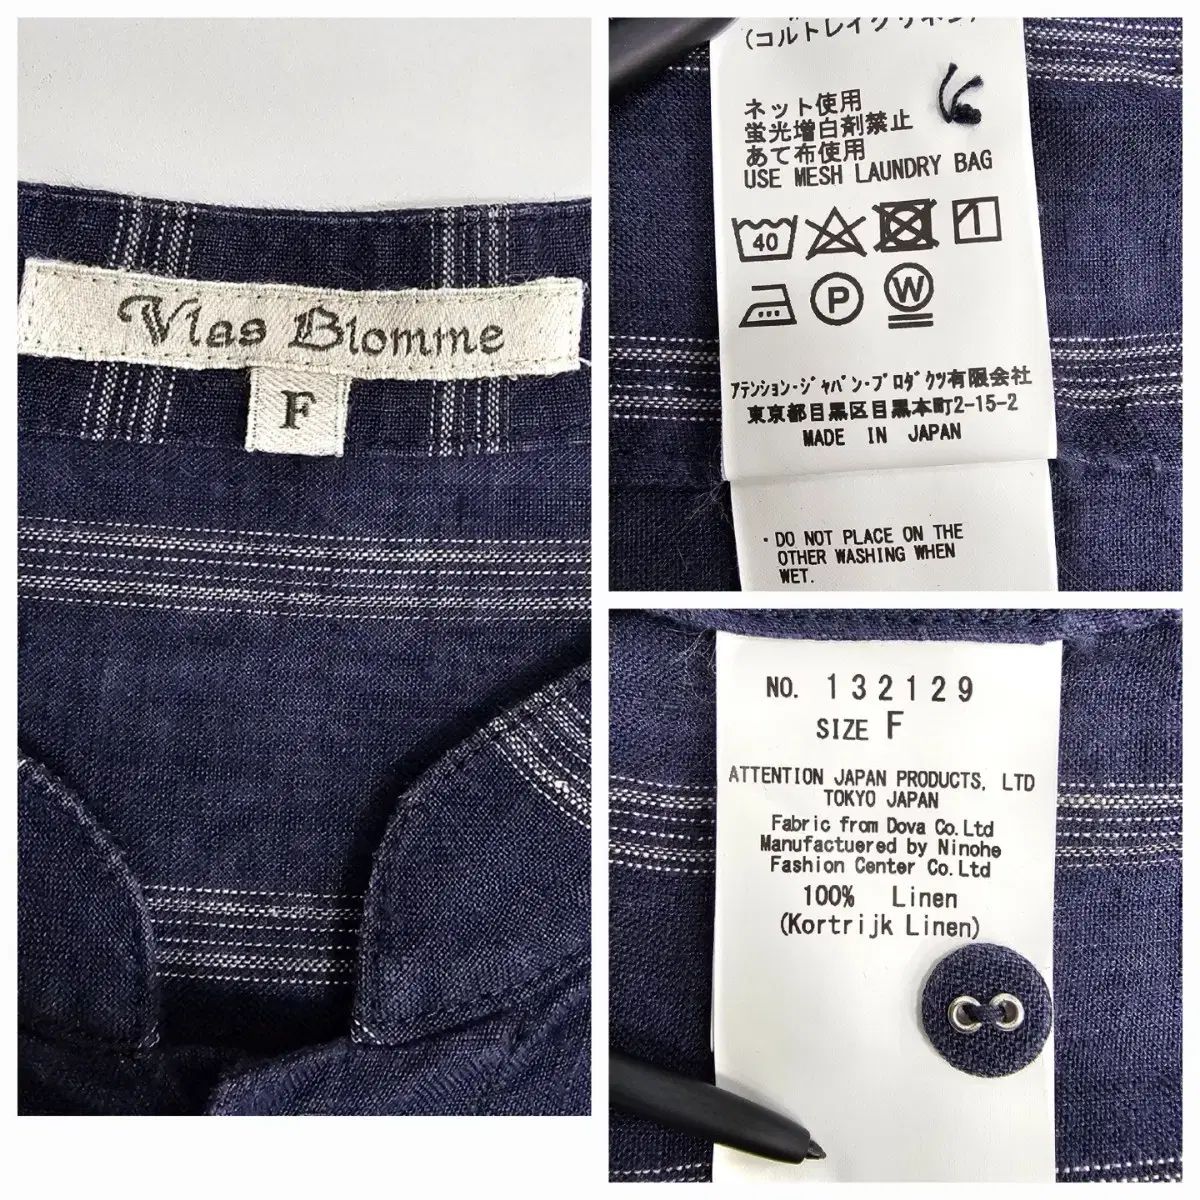 Vlas Blomme
F
(コルトレイクリネン)
ネット使用
蛍光増白剤禁止
あて布使用
USE MESH LAUNDRY BAG
40
1
P
W
アテンション・ジャパン・プロダクツ有限会社
東京都目黒区目黒本町2-15-2
MADE IN JAPAN
・DO NOT PLACE ON THE
OTHER WASHING WHEN
WET.
NO. 132129
SIZE F
ATTENTION JAPAN PRODUCTS, LTD
TOKYO JAPAN
Fabric from Dova Co.Ltd
Manufactuered by Ninohe
Fashion Center Co.Ltd
100% Linen
(Kortrijk Linen)